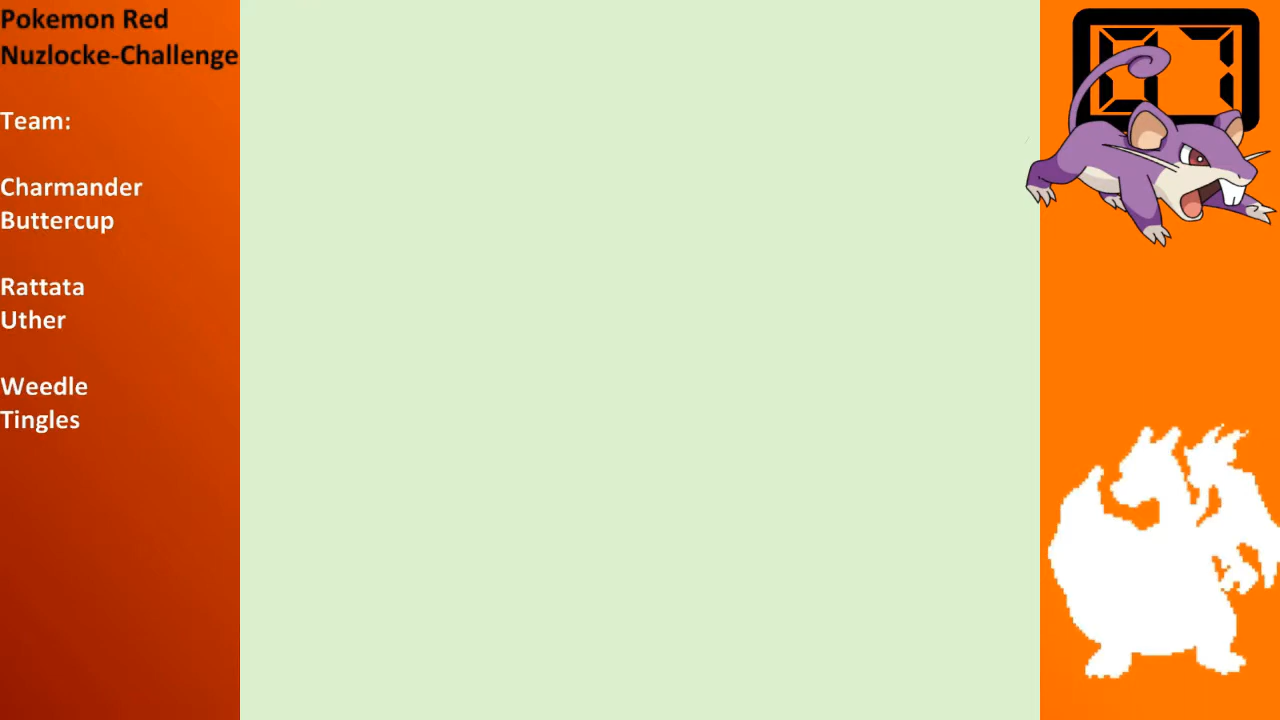 Pokemon Red
Nuzlocke-Challenge
Team:
Charmander
Buttercup
Rattata
Uther
Weedle
Tingles